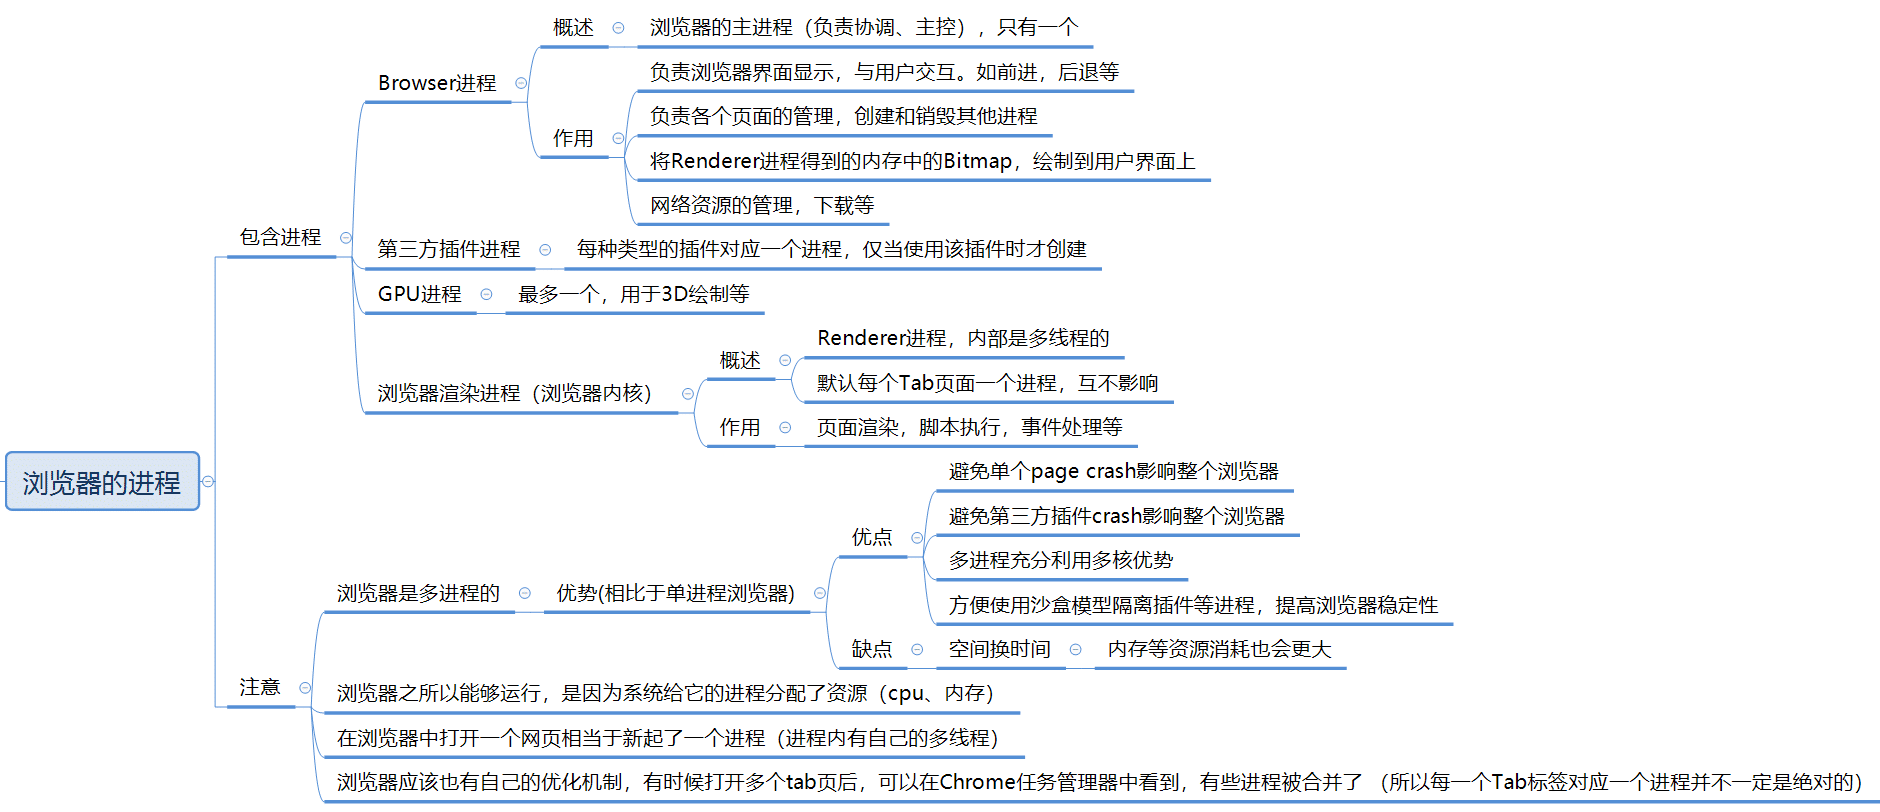 概述
浏览器的主进程（负责协调、主控），只有一个
负责浏览器界面显示，与用户交互。如前进，后退等
Browser进程
负责各个页面的管理，创建和销毁其他进程
作用
将Renderer进程得到的内存中的Bitmap，绘制到用户界面上
网络资源的管理，下载等
包含进程
第三方插件进程
每种类型的插件对应一个进程，仅当使用该插件时才创建
GPU进程
最多一个，用于3D绘制等
Renderer进程，内部是多线程的
概述
默认每个Tab页面一个进程，互不影响
浏览器渲染进程（浏览器内核）
作用
页面渲染，脚本执行，事件处理等
浏览器的进程
避免单个page crash影响整个浏览器
避免第三方插件crash影响整个浏览器
优点
多进程充分利用多核优势
浏览器是多进程的
优势(相比于单进程浏览器)
方便使用沙盒模型隔离插件等进程，提高浏览器稳定性
缺点
空间换时间
内存等资源消耗也会更大
注意
浏览器之所以能够运行，是因为系统给它的进程分配了资源（cpu、内存）
在浏览器中打开一个网页相当于新起了一个进程（进程内有自己的多线程）
浏览器应该也有自己的优化机制，有时候打开多个tab页后，可以在Chrome任务管理器中看到，有些进程被合并了 （所以每一个Tab标签对应一个进程并不一定是绝对的）